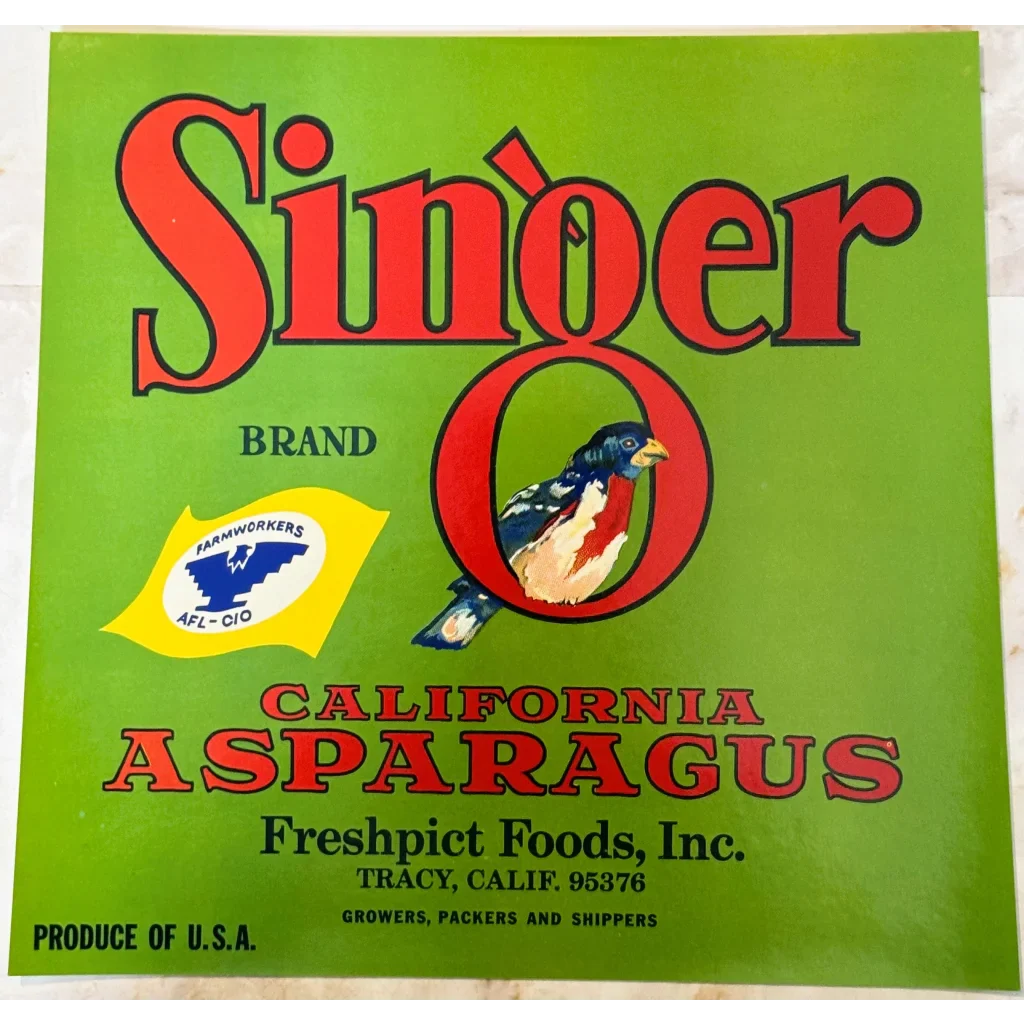 Singer
BRAND
FARMWORKERS
AFL-CIO
CALIFORNIA
ASPARAGUS
Freshpict Foods, Inc.
TRACY, CALIF. 95376
GROWERS, PACKERS AND SHIPPERS
PRODUCE OF U.S.A.